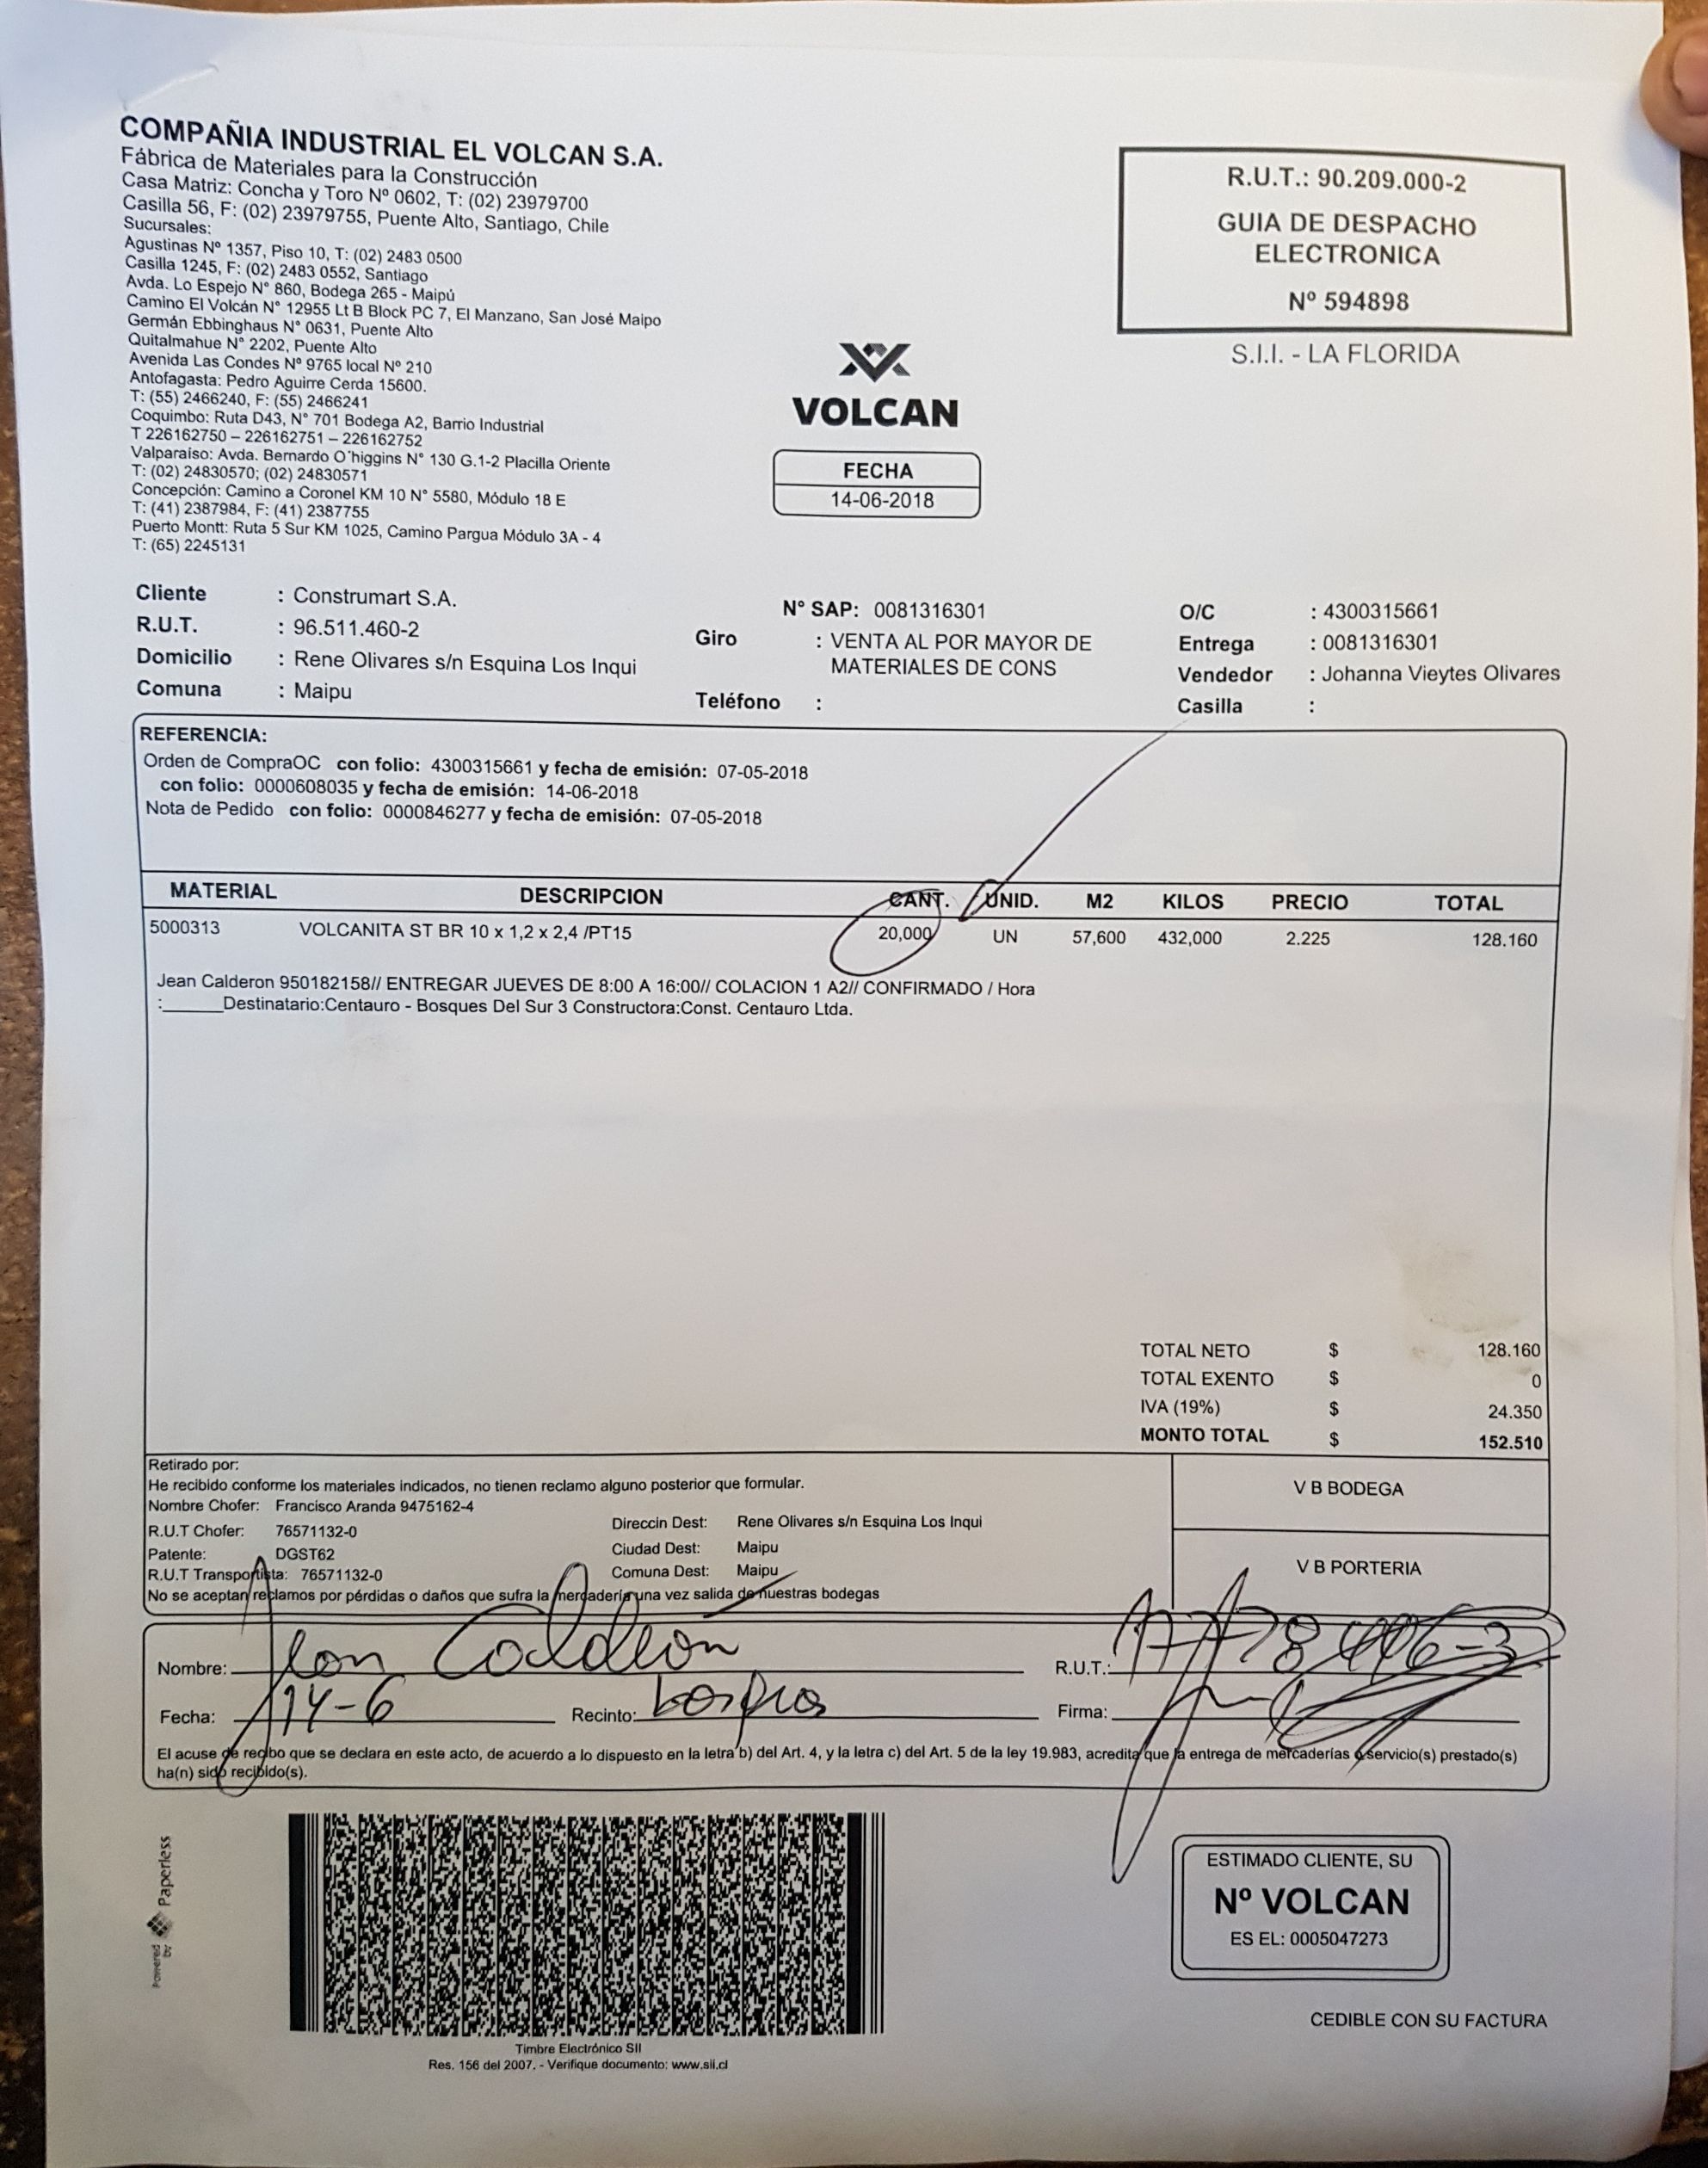 COMPAÑIA INDUSTRIAL EL VOLCAN S.A.
Fábrica de Materiales para la Construcción
Casa Matriz: Concha y Toro Nº 0602, T: (02) 23979700
Casilla 56, F: (02) 23979755, Puente Alto, Santiago, Chile
Sucursales:
Agustinas Nº 1357, Piso 10, T: (02) 2483 0500
Casilla 1245, F: (02) 2483 0552, Santiago
Avda. Lo Espejo N° 860, Bodega 265 - Maipú
Camino El Volcán N° 12955 Lt B Block PC 7, El Manzano, San José Maipo
Germán Ebbinghaus N° 0631, Puente Alto
Quitalmahue N° 2202, Puente Alto
Avenida Las Condes Nº 9765 local Nº 210
Antofagasta: Pedro Aguirre Cerda 15600.
T: (55) 2466240, F: (55) 2466241
Coquimbo: Ruta D43, N° 701 Bodega A2, Barrio Industrial
T 226162750 – 226162751 – 226162752
Valparaiso: Avda. Bernardo O´higgins N° 130 G.1-2 Placilla Oriente
T: (02) 24830570; (02) 24830571
Concepción: Camino a Coronel KM 10 N° 5580, Módulo 18 E
T: (41) 2387984, F: (41) 2387755
Puerto Montt: Ruta 5 Sur KM 1025, Camino Pargua Módulo 3A - 4
T: (65) 2245131
VOLCAN
FECHA
14-06-2018
R.U.T.: 90.209.000-2
GUIA DE DESPACHO
ELECTRONICA
Nº 594898
S.I.I. - LA FLORIDA
Cliente : Construmart S.A.
R.U.T. : 96.511.460-2
Domicilio : Rene Olivares s/n Esquina Los Inqui
Comuna : Maipu
N° SAP: 0081316301
Giro : VENTA AL POR MAYOR DE
MATERIALES DE CONS
Teléfono :
O/C : 4300315661
Entrega : 0081316301
Vendedor : Johanna Vieytes Olivares
Casilla :
REFERENCIA:
Orden de CompraOC con folio: 4300315661 y fecha de emisión: 07-05-2018
con folio: 0000608035 y fecha de emisión: 14-06-2018
Nota de Pedido con folio: 0000846277 y fecha de emisión: 07-05-2018
MATERIAL DESCRIPCION CANT. UNID. M2 KILOS PRECIO TOTAL
5000313 VOLCANITA ST BR 10 x 1,2 x 2,4 /PT15 20,000 UN 57,600 432,000 2.225 128.160
Jean Calderon 950182158// ENTREGAR JUEVES DE 8:00 A 16:00// COLACION 1 A2// CONFIRMADO / Hora
:______Destinatario:Centauro - Bosques Del Sur 3 Constructora:Const. Centauro Ltda.
TOTAL NETO $ 128.160
TOTAL EXENTO $ 0
IVA (19%) $ 24.350
MONTO TOTAL $ 152.510
Retirado por:
He recibido conforme los materiales indicados, no tienen reclamo alguno posterior que formular.
Nombre Chofer: Francisco Aranda 9475162-4
R.U.T Chofer: 76571132-0
Patente: DGST62
R.U.T Transportista: 76571132-0
Direccin Dest: Rene Olivares s/n Esquina Los Inqui
Ciudad Dest: Maipu
Comuna Dest: Maipu
No se aceptan reclamos por pérdidas o daños que sufra la mercadería una vez salida de nuestras bodegas
V B BODEGA
V B PORTERIA
Nombre: Calderon
R.U.T.:
Fecha: 14-6
Recinto:
Firma:
El acuse de recibo que se declara en este acto, de acuerdo a lo dispuesto en la letra b) del Art. 4, y la letra c) del Art. 5 de la ley 19.983, acredita que la entrega de mercaderías o servicio(s) prestado(s)
ha(n) sido recibido(s).
Powered by Paperless
Timbre Electrónico SII
Res. 156 del 2007. - Verifique documento: www.sii.cl
ESTIMADO CLIENTE, SU
Nº VOLCAN
ES EL: 0005047273
CEDIBLE CON SU FACTURA